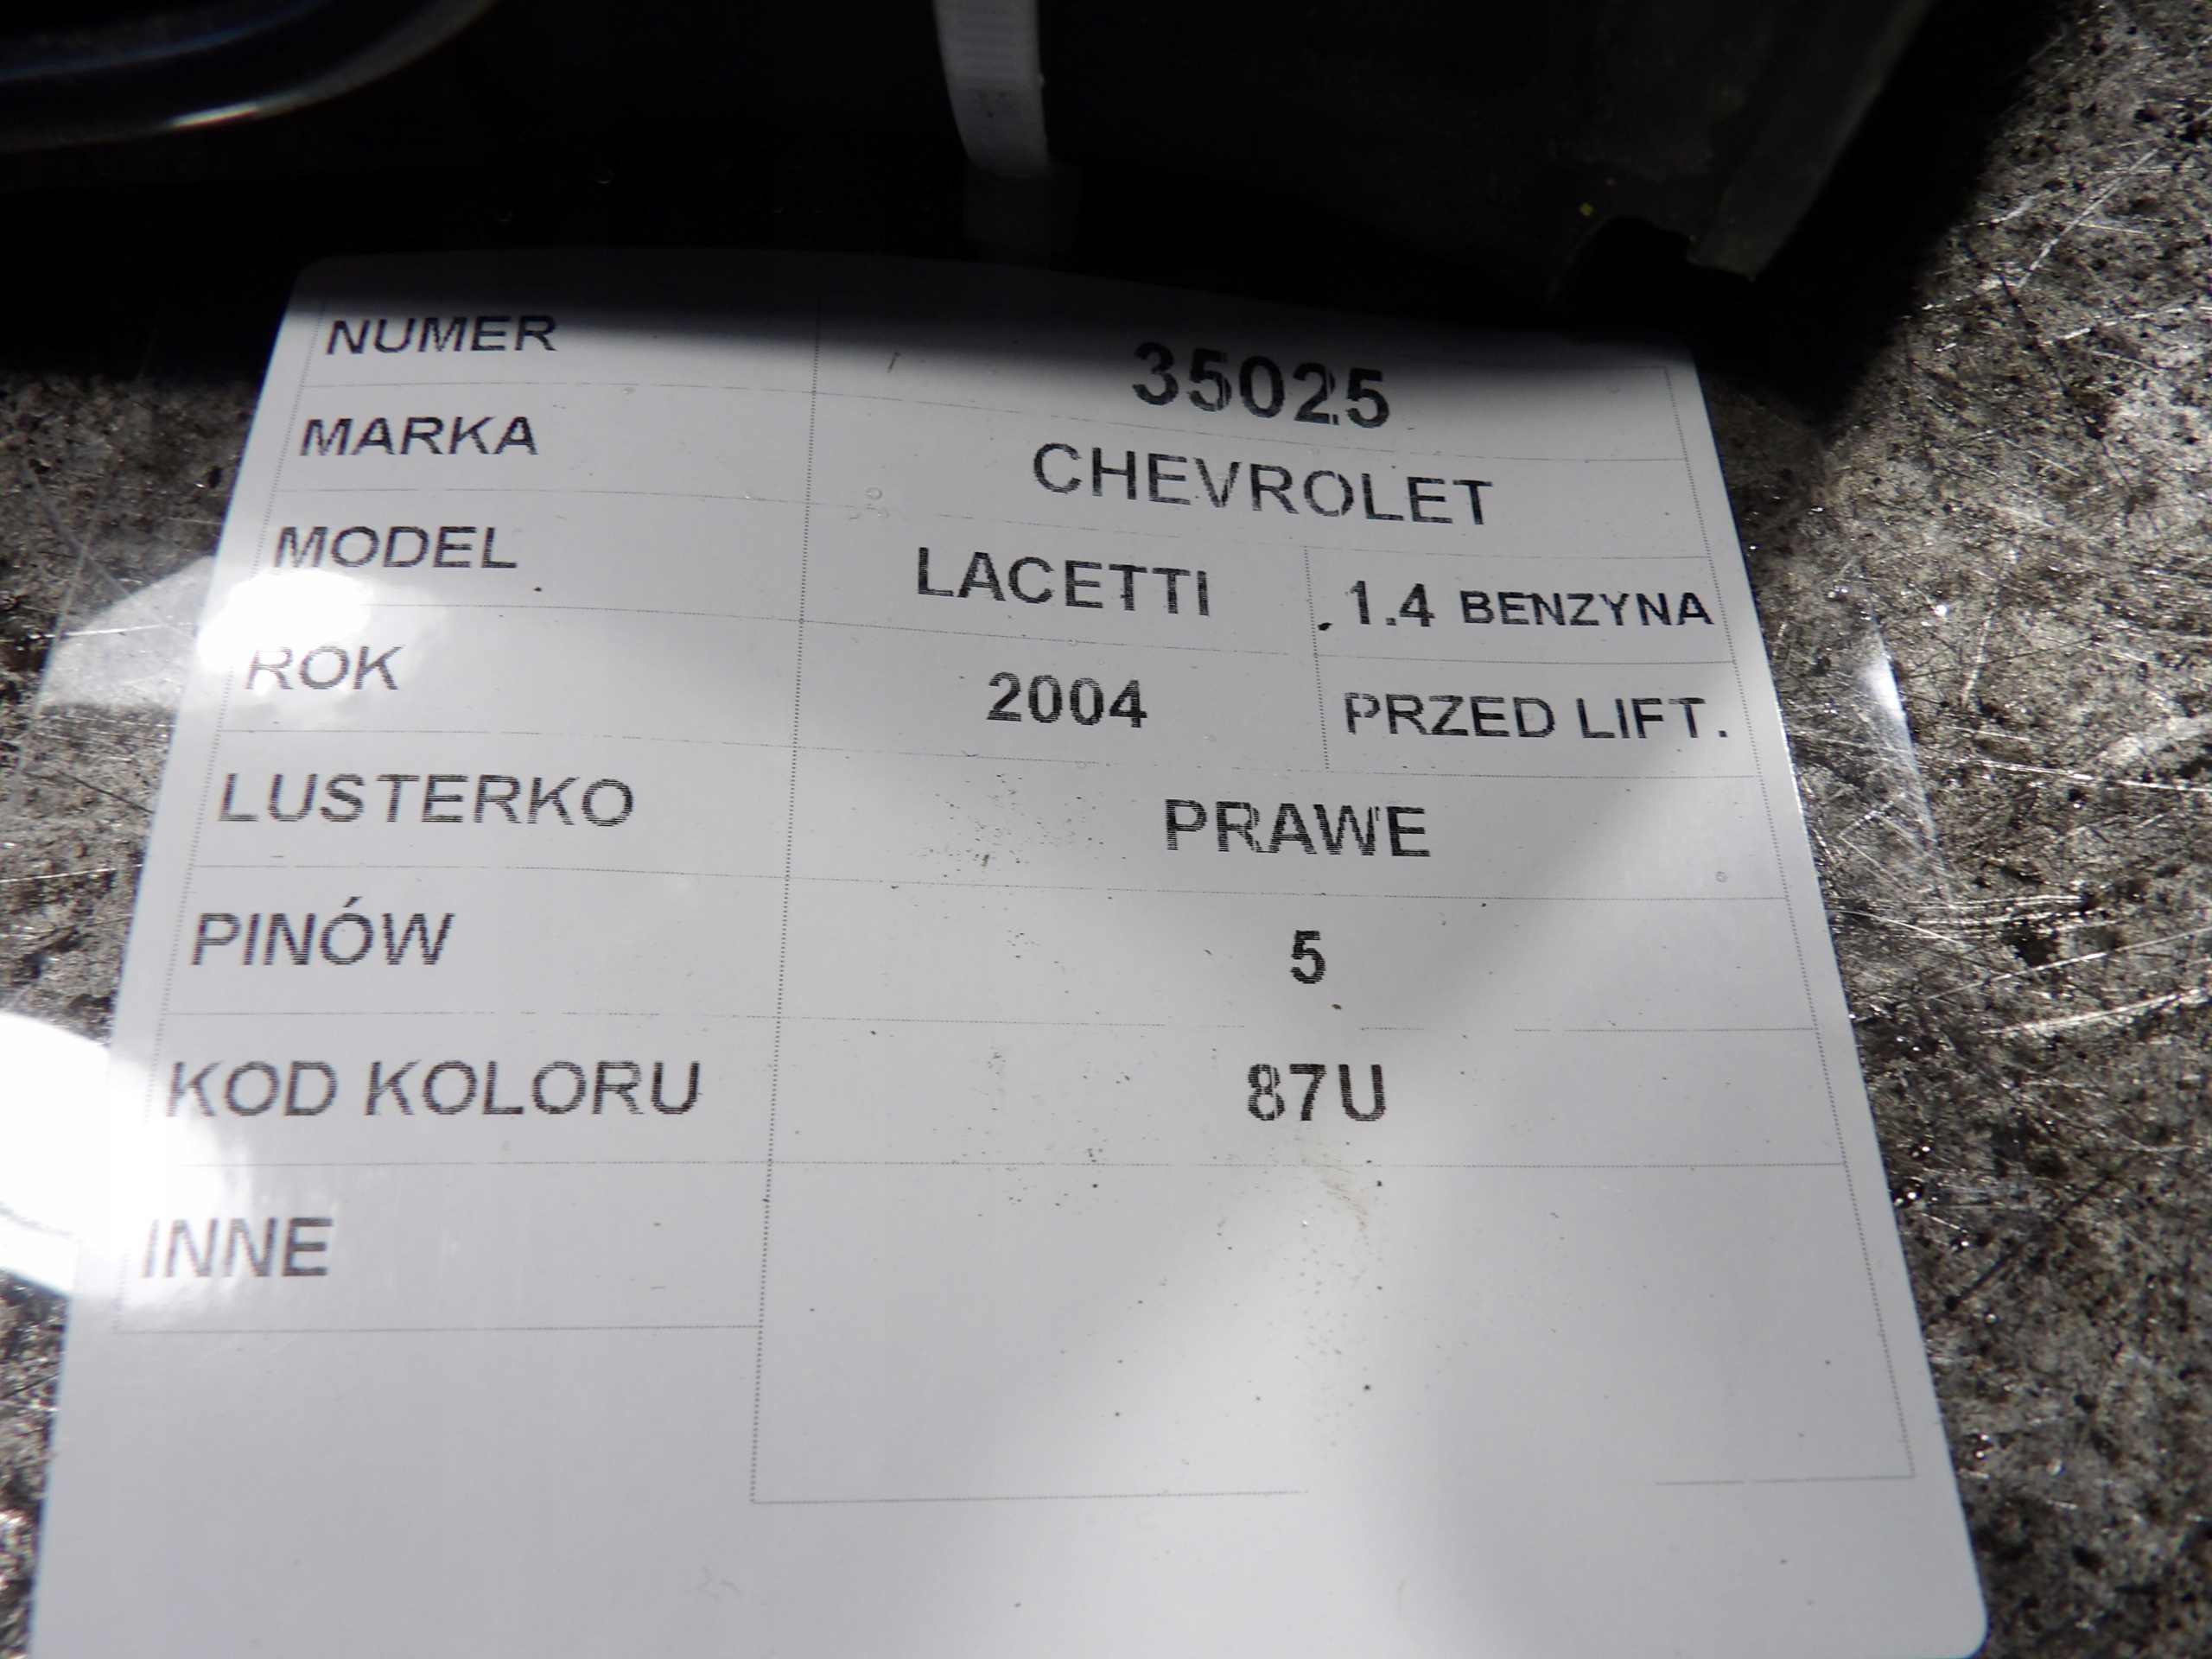 NUMER 35025
MARKA CHEVROLET
MODEL LACETTI 1.4 BENZYNA
ROK 2004 PRZED LIFT.
LUSTERKO PRAWE
PINÓW 5
KOD KOLORU 87U
INNE